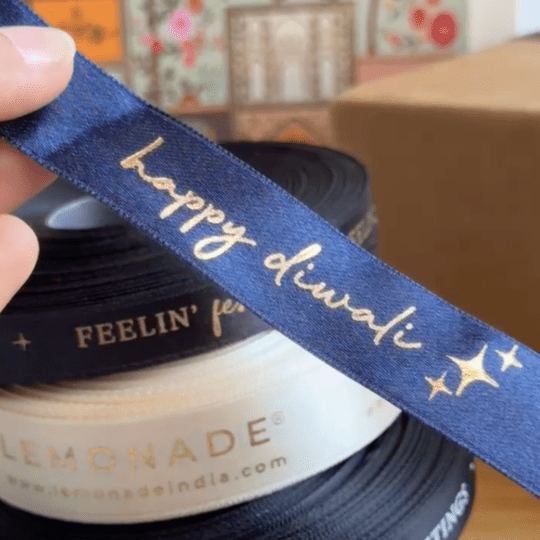 happy diwali
FEELIN'
LEMONADE®
www.lemonadeindia.com